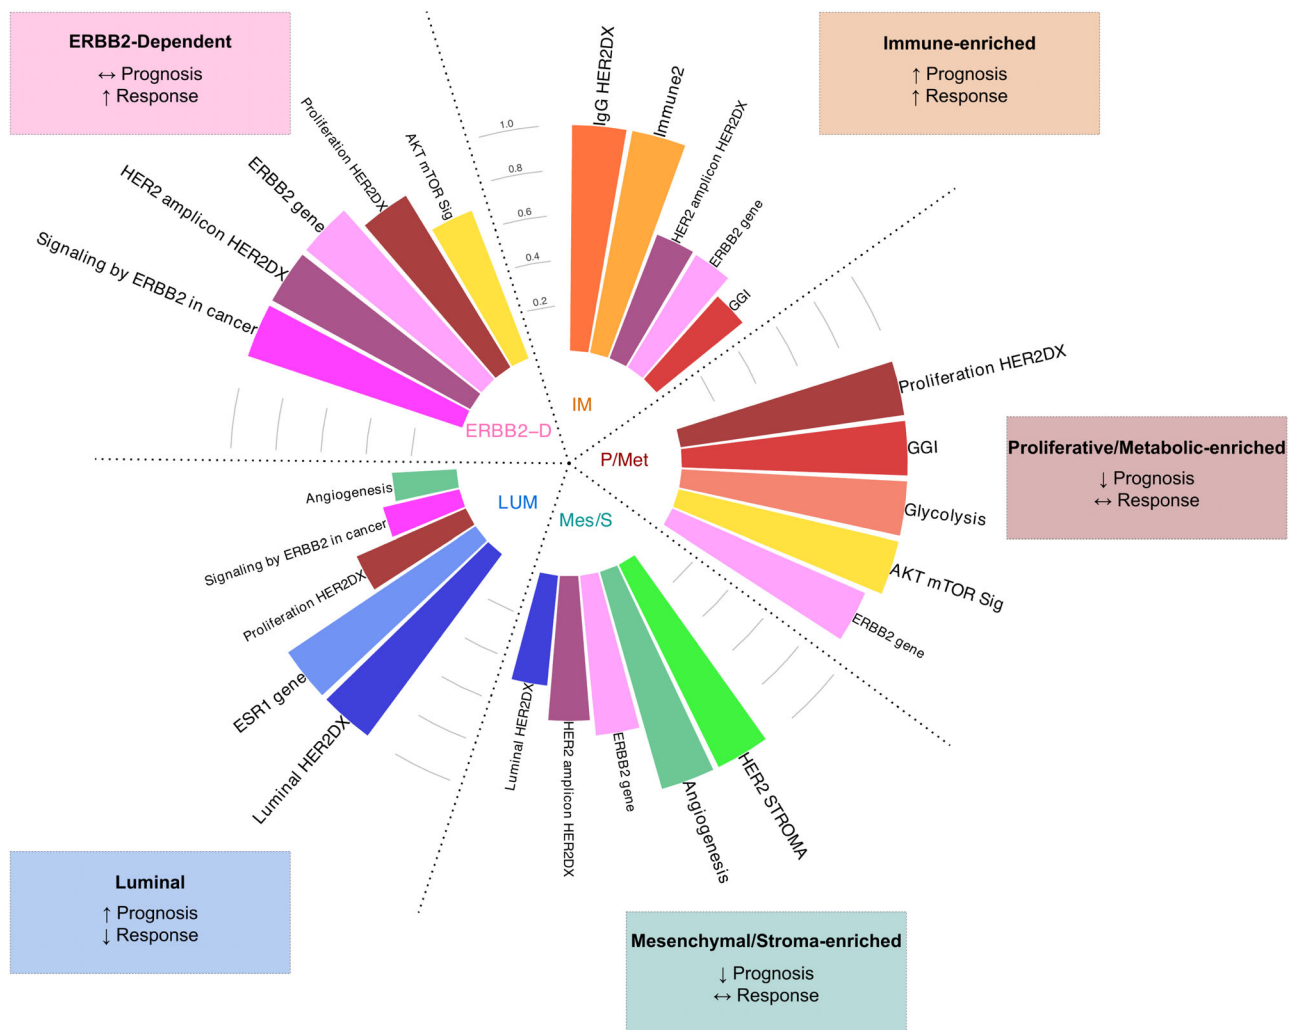 ERBB2-Dependent
↔ Prognosis
↑ Response
Immune-enriched
↑ Prognosis
↑ Response
1.0
0.8
0.6
0.4
0.2
IgG HER2DX
Immune2
HER2 amplicon HER2DX
ERBB2 gene
GGI
IM
Proliferation HER2DX
GGI
Glycolysis
AKT mTOR Sig
ERBB2 gene
P/Met
Proliferative/Metabolic-enriched
↓ Prognosis
↔ Response
HER2 STROMA
Angiogenesis
ERBB2 gene
HER2 amplicon HER2DX
Luminal HER2DX
Mes/S
Mesenchymal/Stroma-enriched
↓ Prognosis
↔ Response
Luminal HER2DX
ESR1 gene
Proliferation HER2DX
Signaling by ERBB2 in cancer
Angiogenesis
LUM
Luminal
↑ Prognosis
↓ Response
Signaling by ERBB2 in cancer
HER2 amplicon HER2DX
ERBB2 gene
Proliferation HER2DX
AKT mTOR Sig
ERBB2-D